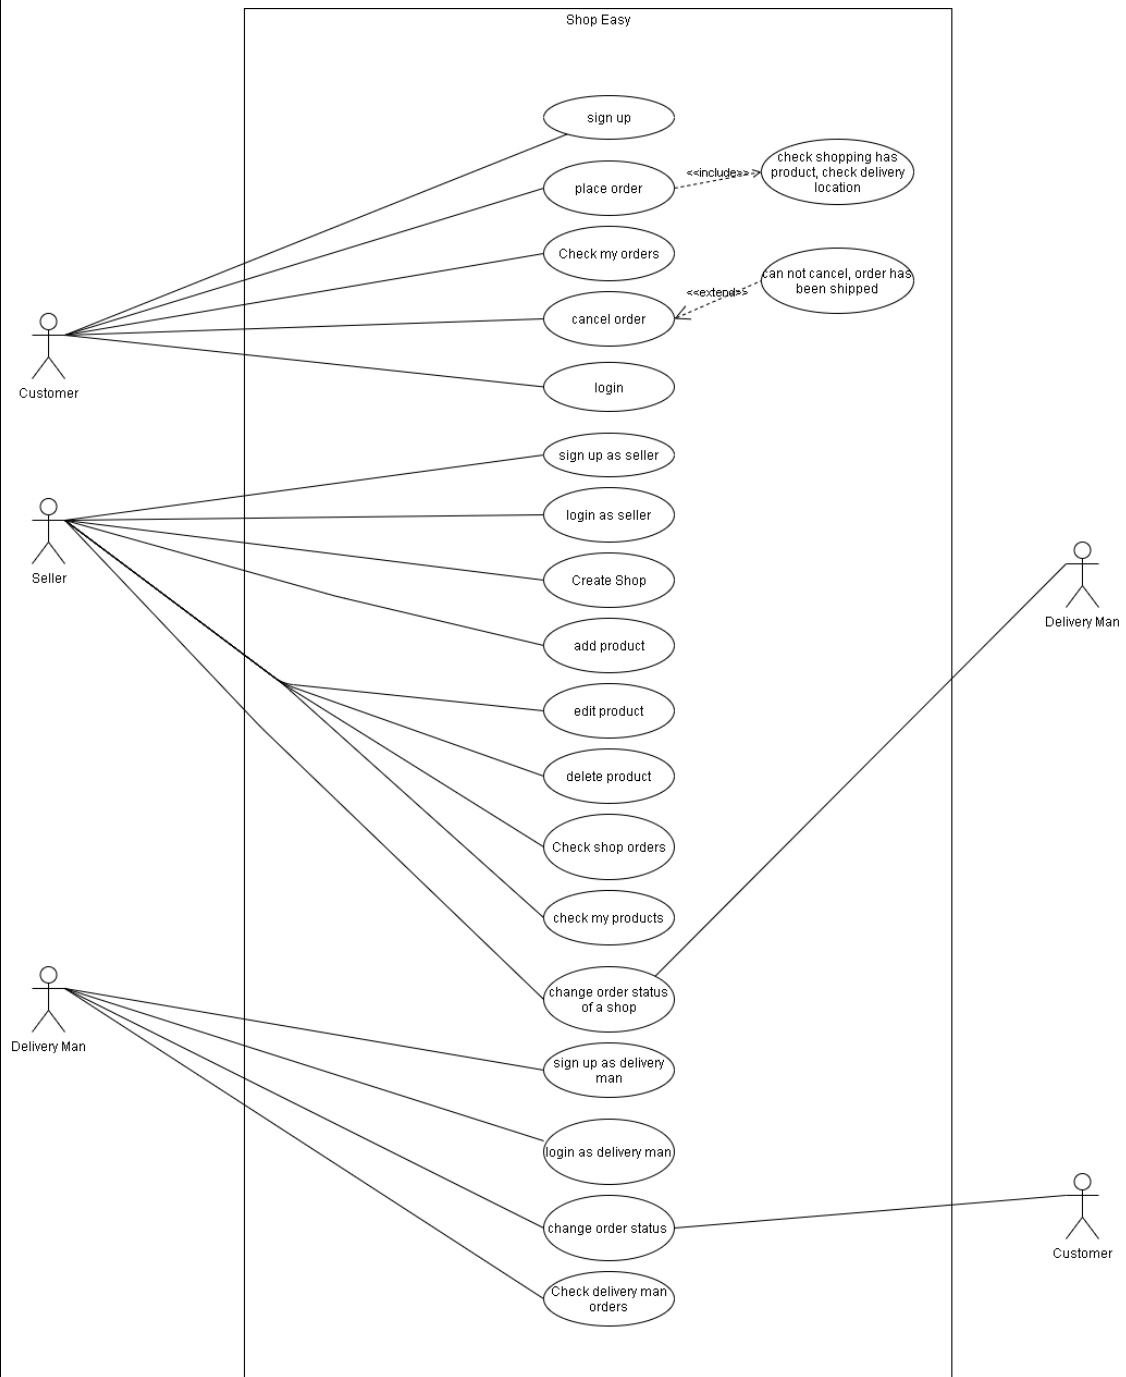 Shop Easy
sign up
check shopping has
product, check delivery
location
<<include>>
place order
Check my orders
can not cancel, order has
been shipped
<<extend>>
cancel order
Customer
login
sign up as seller
login as seller
Seller
Create Shop
Delivery Man
add product
edit product
delete product
Check shop orders
check my products
change order status
of a shop
Delivery Man
sign up as delivery
man
login as delivery man
change order status
Customer
Check delivery man
orders